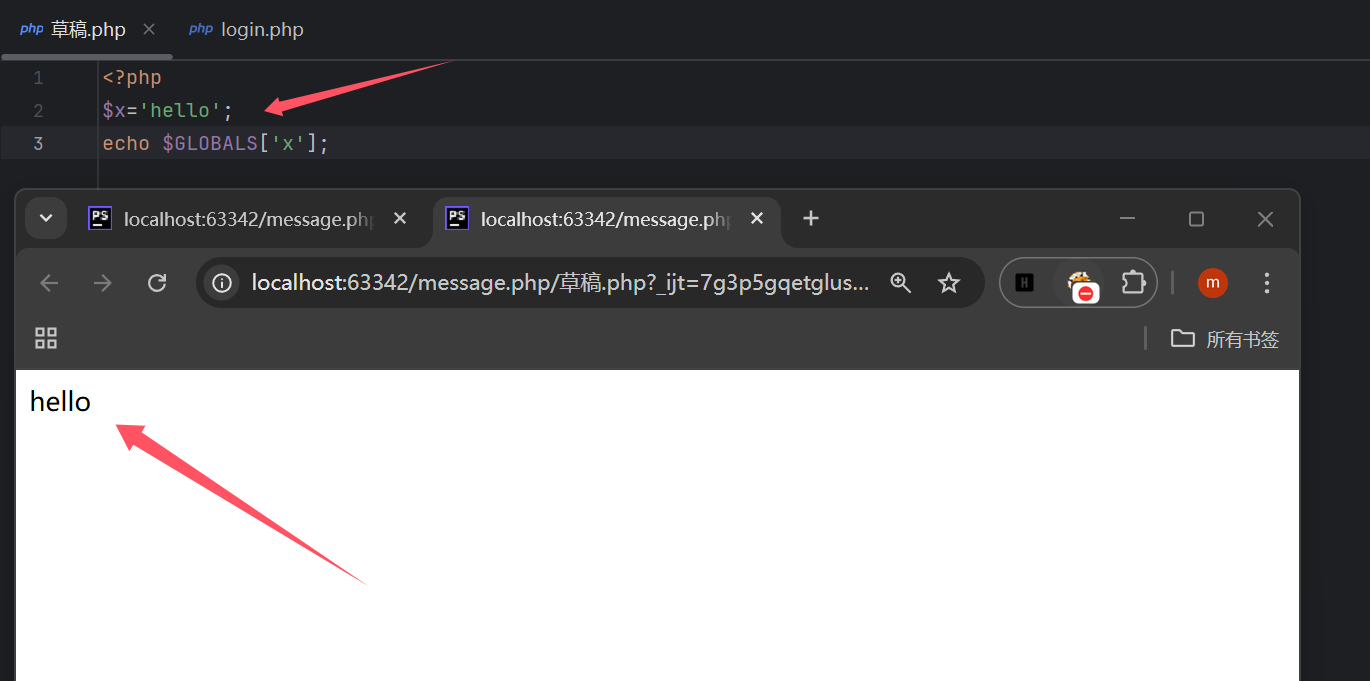 php 草稿.php php login.php
1 <?php
2 $x='hello';
3 echo $GLOBALS['x'];
PS localhost:63342/message.ph PS localhost:63342/message.ph
localhost:63342/message.php/草稿.php?_ijt=7g3p5gqetglus... H m
所有书签
hello